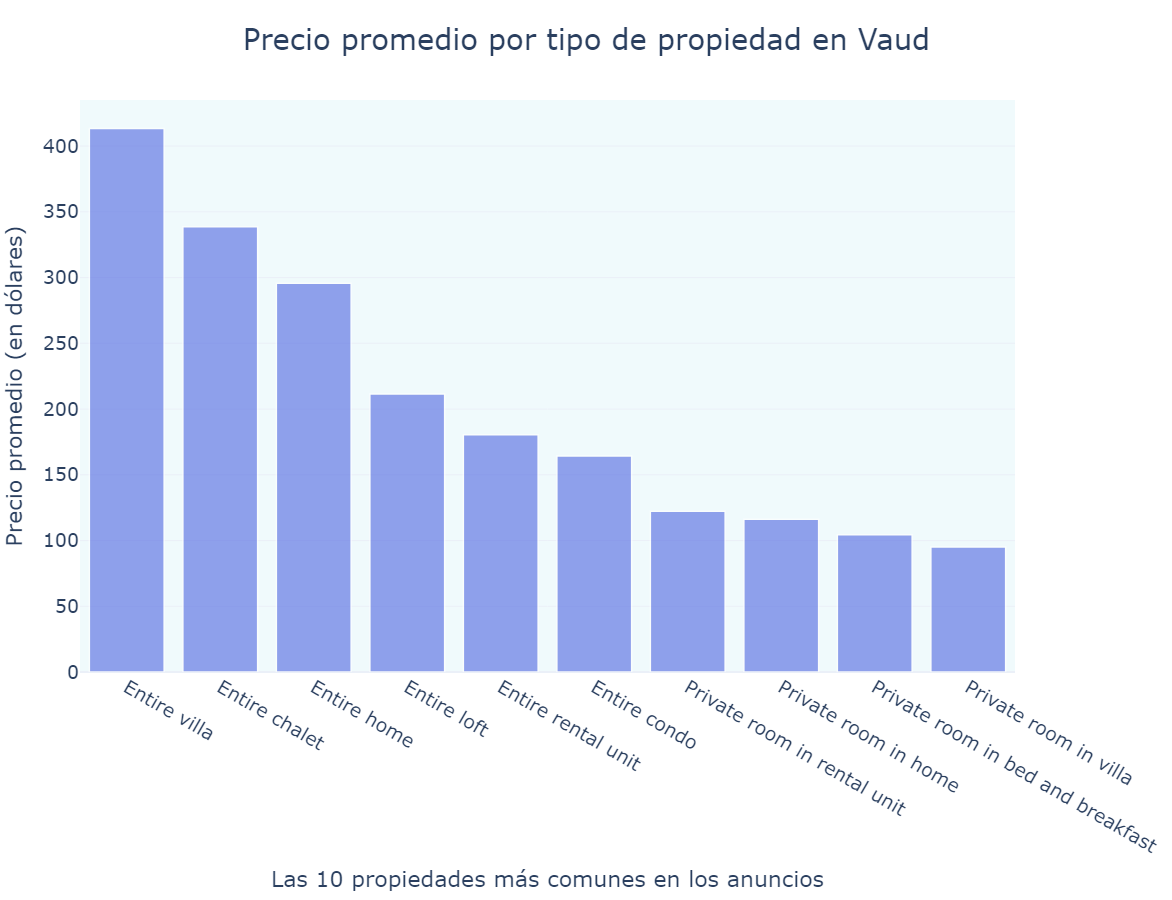 Precio promedio por tipo de propiedad en Vaud
Precio promedio (en dólares)
400
350
300
250
200
150
100
50
0
Entire villa
Entire chalet
Entire home
Entire loft
Entire rental unit
Entire condo
Private room in rental unit
Private room in home
Private room in bed and breakfast
Private room in villa
Las 10 propiedades más comunes en los anuncios